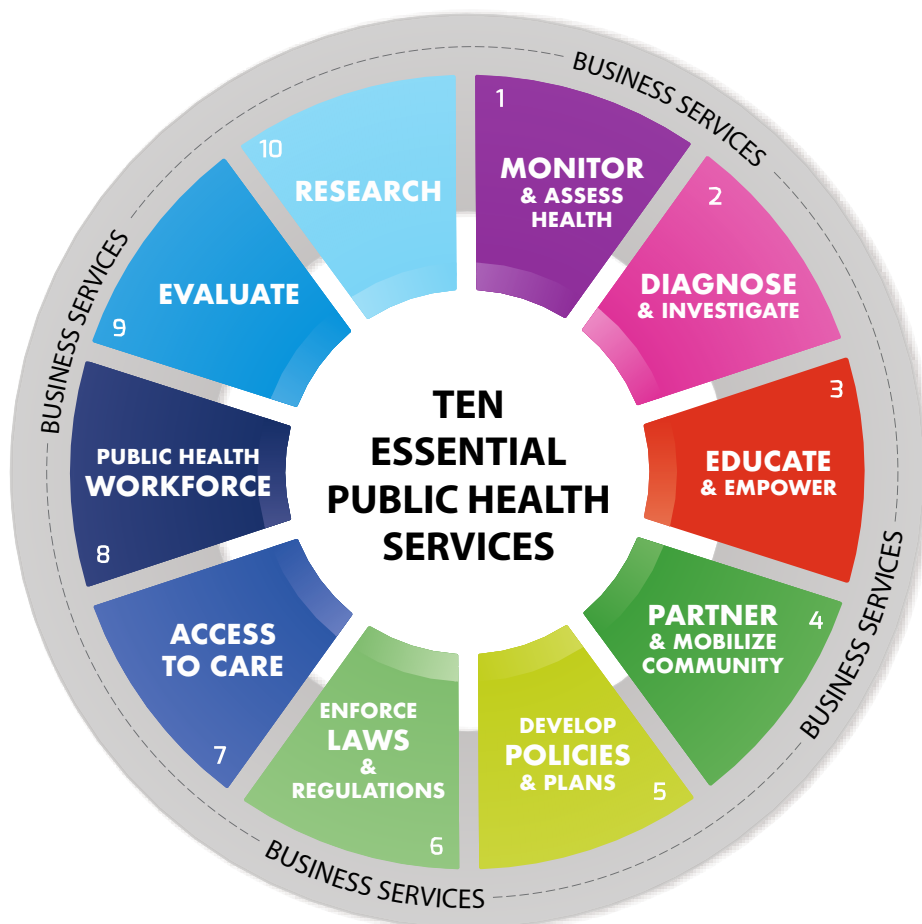 TEN
ESSENTIAL
PUBLIC HEALTH
SERVICES
1
MONITOR
& ASSESS
HEALTH
2
DIAGNOSE
& INVESTIGATE
3
EDUCATE
& EMPOWER
4
PARTNER
& MOBILIZE
COMMUNITY
5
DEVELOP
POLICIES
& PLANS
6
ENFORCE
LAWS
&
REGULATIONS
7
ACCESS
TO CARE
8
PUBLIC HEALTH
WORKFORCE
9
EVALUATE
10
RESEARCH
BUSINESS SERVICES
BUSINESS SERVICES
BUSINESS SERVICES
BUSINESS SERVICES